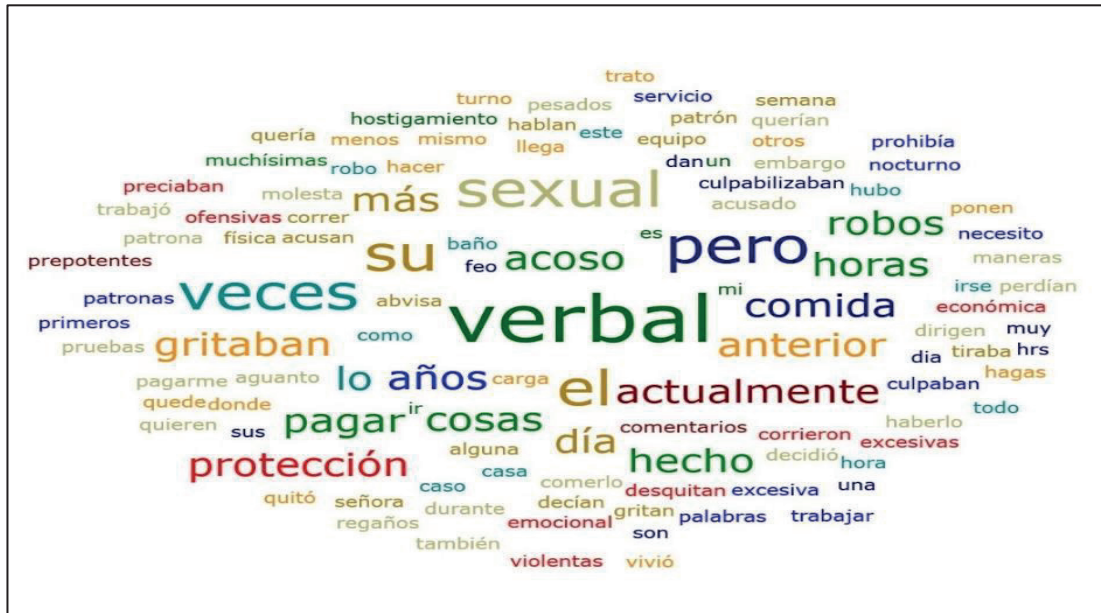 trato
turno pesados servicio semana
hostigamiento hablan este patrón querían
quería menos mismo llega equipo otros prohibía
muchísimas robo hacer dan un embargo nocturno
preciaban molesta más sexual culpabilizaban hubo
trabajó ofensivas correr acusado robos ponen
patrona física acusan su baño acoso es pero necesito
prepotentes feo horas maneras
patronas veces abvisa verbal mi comida irse perdían
primeros como económica
pruebas gritaban anterior dirigen muy
dia tiraba hrs
pagarme aguanto lo años carga el actualmente culpaban hagas
quede donde ir todo
quieren sus pagar cosas día comentarios corrieron haberlo
alguna excesivas
protección casa hecho decidió hora
caso comerlo desquitan excesiva una
quitó señora durante decían gritan
regaños emocional palabras trabajar
también son
violentas vivió